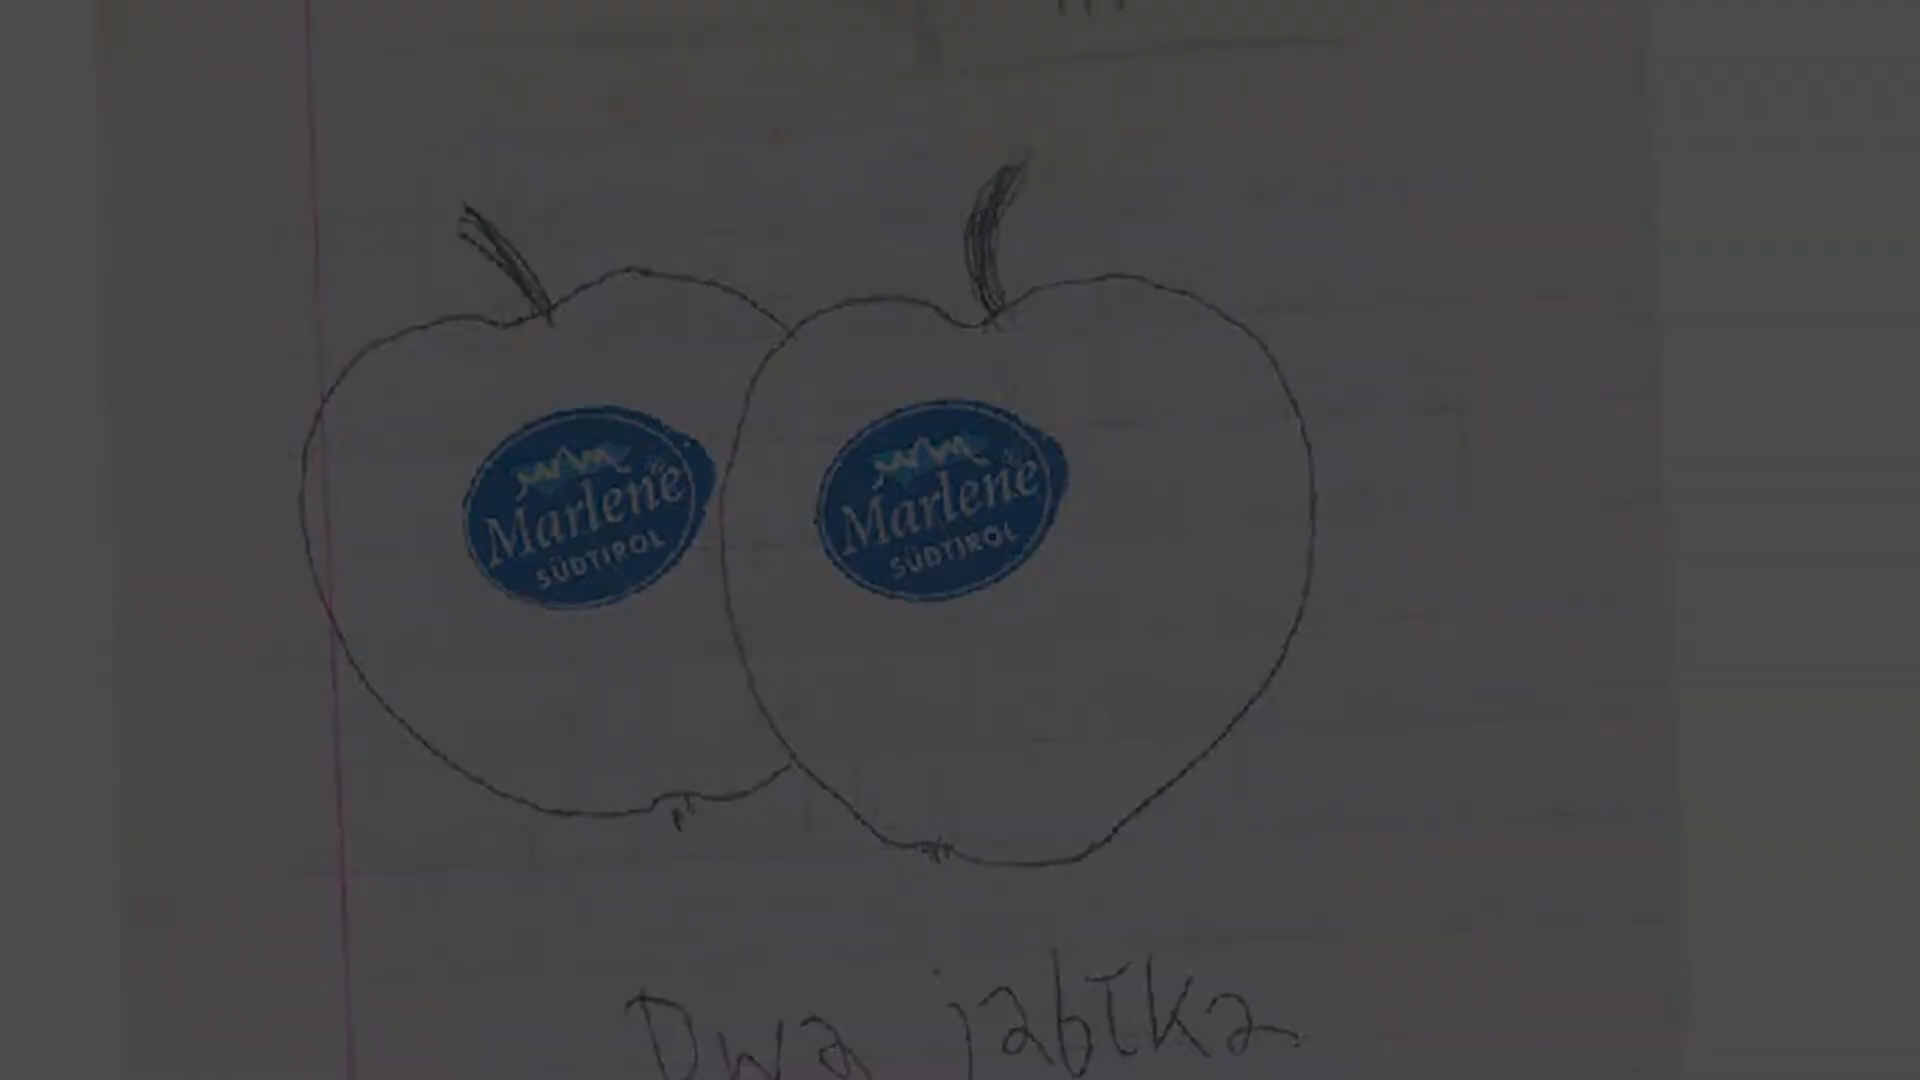 Marlene
SÜDTIROL
Marlene
SÜDTIROL
Dwa jabłka